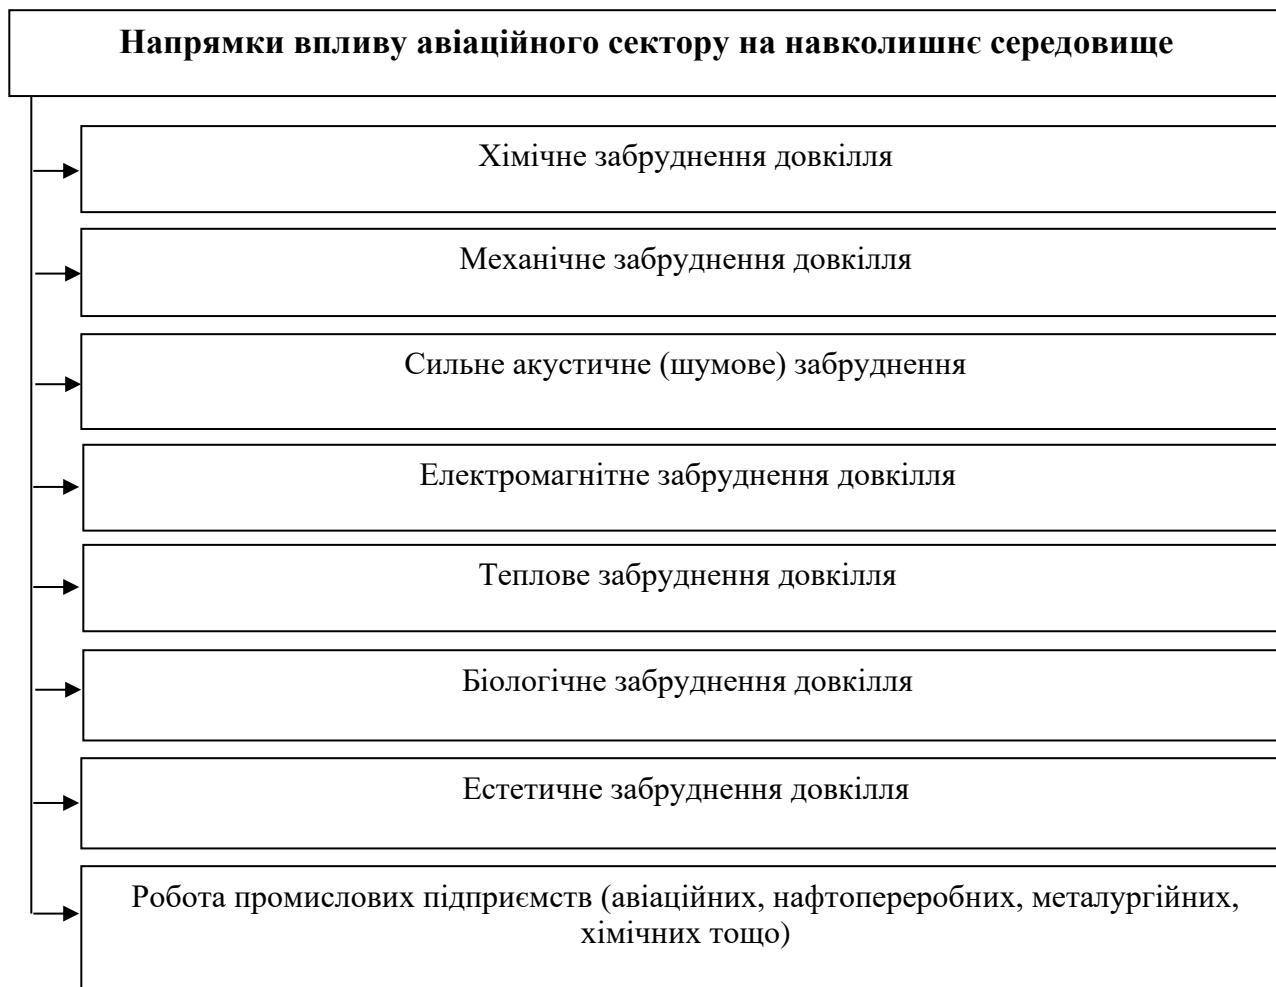 Напрямки впливу авіаційного сектору на навколишнє середовище
Хімічне забруднення довкілля
Механічне забруднення довкілля
Сильне акустичне (шумове) забруднення
Електромагнітне забруднення довкілля
Теплове забруднення довкілля
Біологічне забруднення довкілля
Естетичне забруднення довкілля
Робота промислових підприємств (авіаційних, нафтопереробних, металургійних,
хімічних тощо)